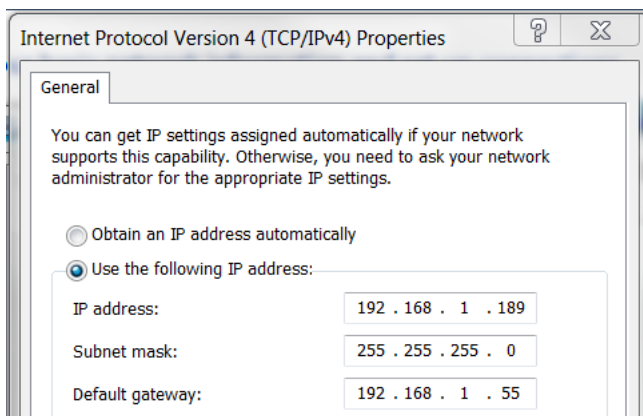 Internet Protocol Version 4 (TCP/IPv4) Properties
General
You can get IP settings assigned automatically if your network
supports this capability. Otherwise, you need to ask your network
administrator for the appropriate IP settings.
Obtain an IP address automatically
Use the following IP address:
IP address: 192 . 168 . 1 . 189
Subnet mask: 255 . 255 . 255 . 0
Default gateway: 192 . 168 . 1 . 55